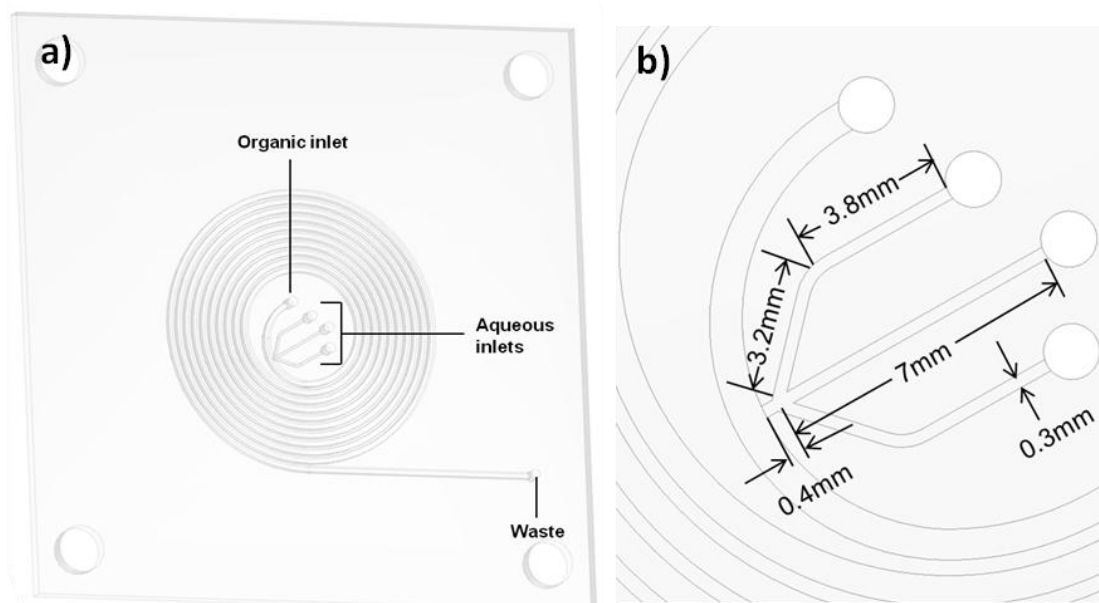 a)
Organic inlet
Aqueous
inlets
Waste
b)
3.8mm
3.2mm
7mm
0.3mm
0.4mm